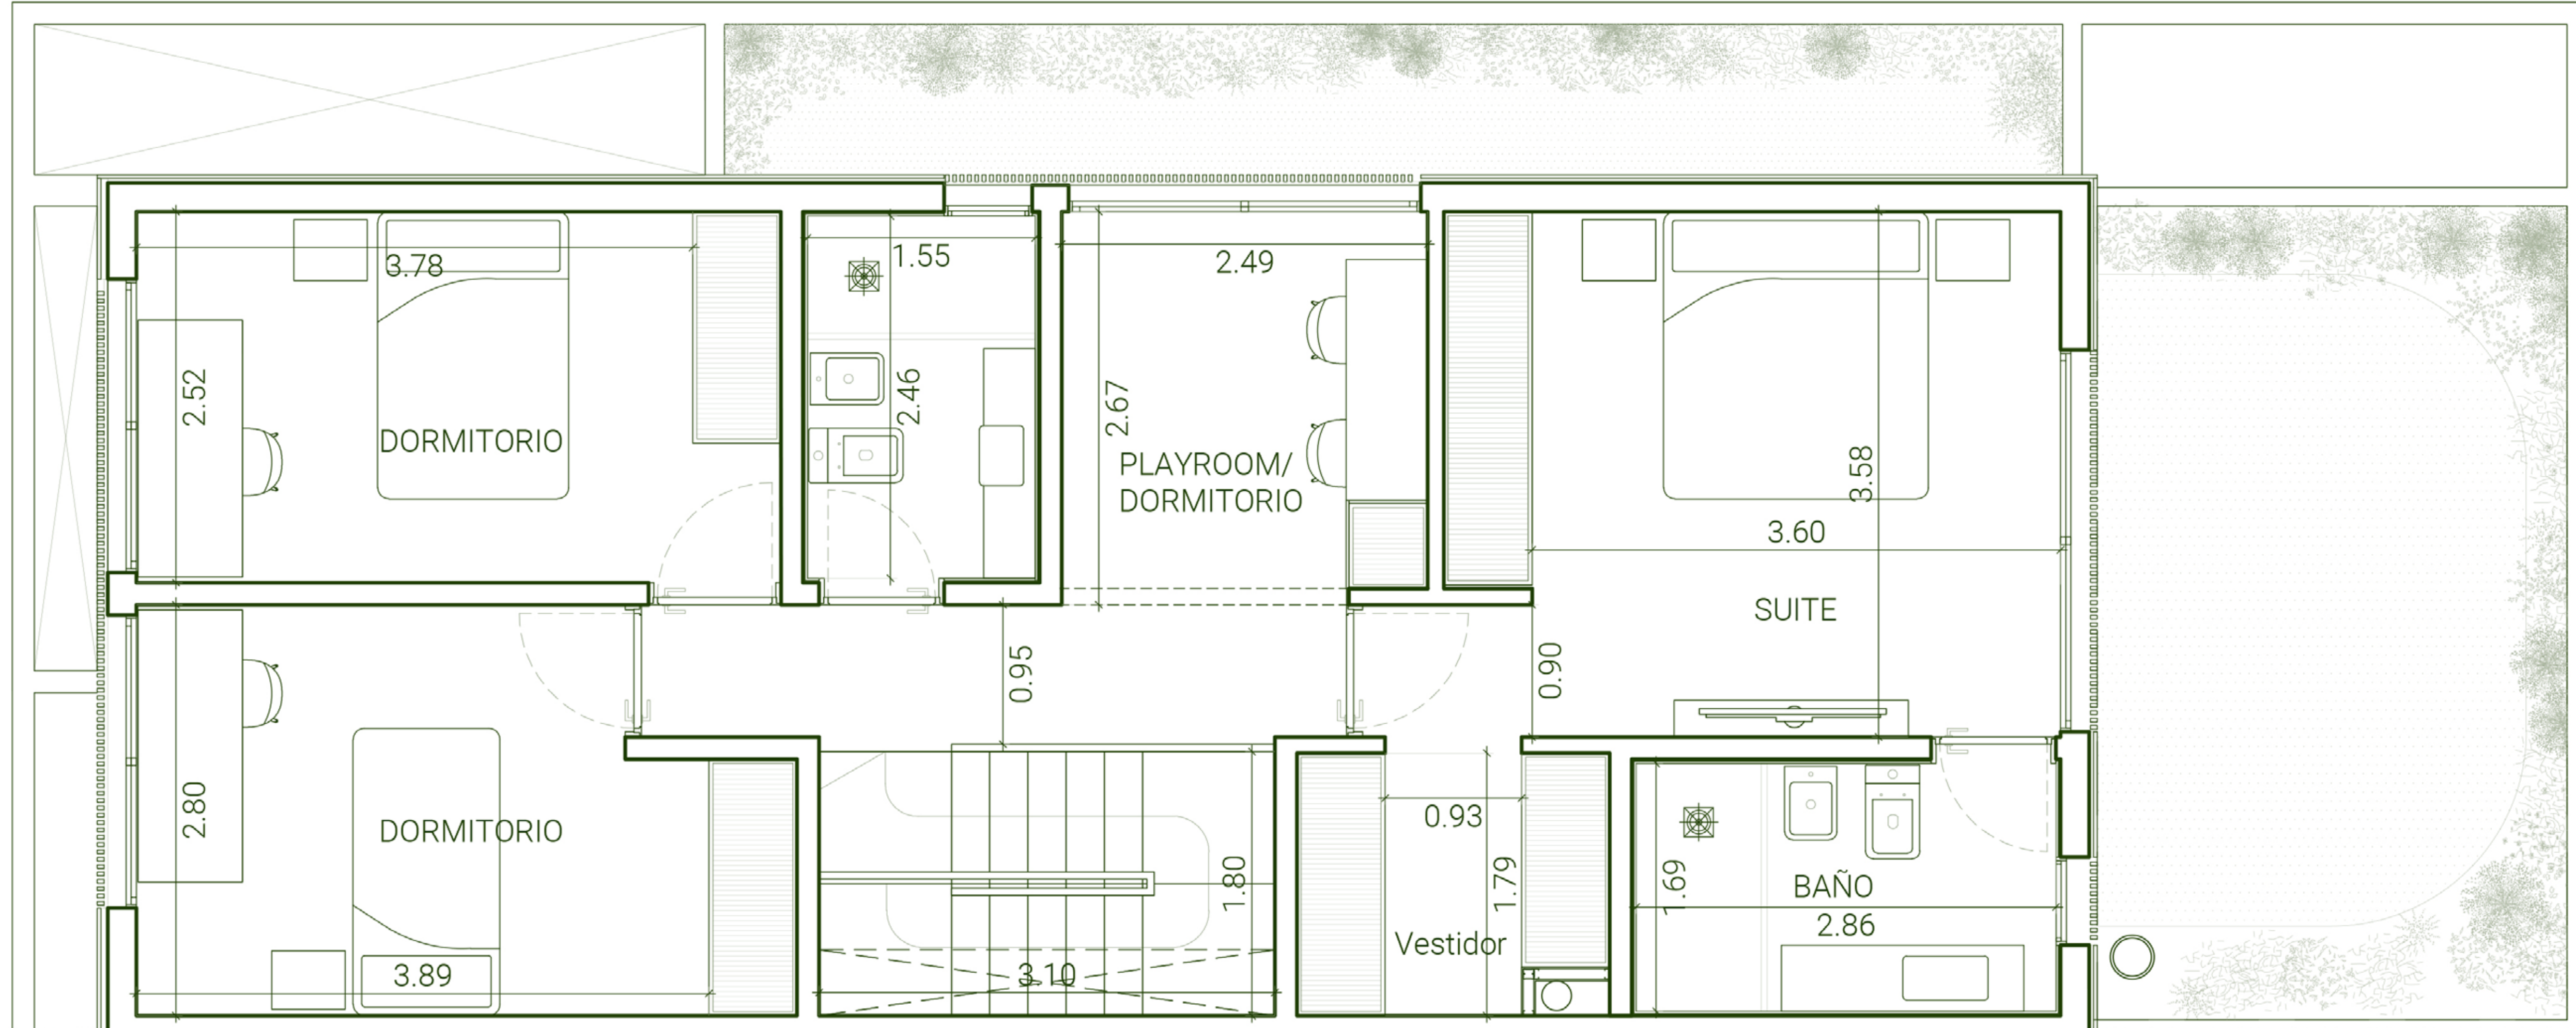 3.78
2.52
DORMITORIO
1.55
2.46
2.49
2.67
PLAYROOM/
DORMITORIO
3.58
3.60
SUITE
0.95
0.90
2.80
DORMITORIO
3.89
1.80
3.10
0.93
1.79
Vestidor
1.69
BAÑO
2.86